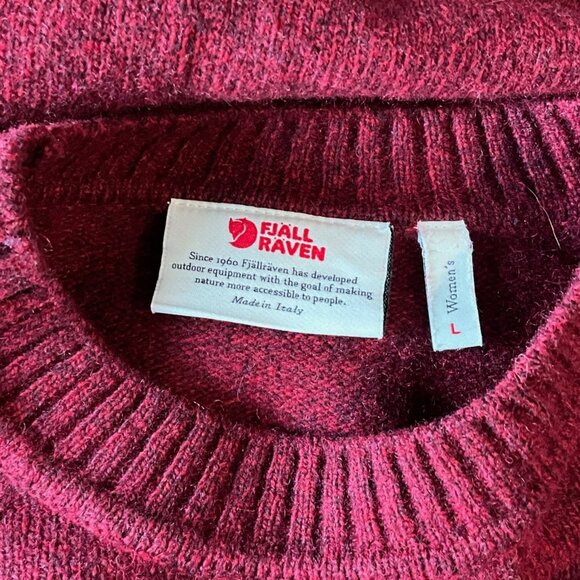 FJÄLL
RÄVEN
Since 1960 Fjällräven has developed
outdoor equipment with the goal of making
nature more accessible to people.
Made in Italy
Women's
L